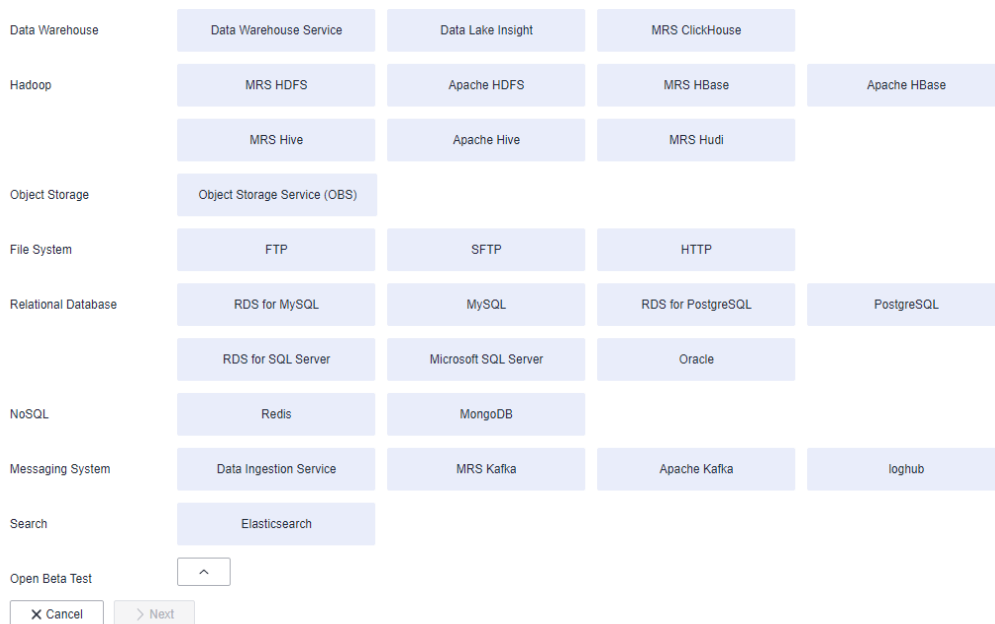 Data Warehouse Data Warehouse Service Data Lake Insight MRS ClickHouse
Hadoop MRS HDFS Apache HDFS MRS HBase Apache HBase
MRS Hive Apache Hive MRS Hudi
Object Storage Object Storage Service (OBS)
File System FTP SFTP HTTP
Relational Database RDS for MySQL MySQL RDS for PostgreSQL PostgreSQL
RDS for SQL Server Microsoft SQL Server Oracle
NoSQL Redis MongoDB
Messaging System Data Ingestion Service MRS Kafka Apache Kafka loghub
Search Elasticsearch
Open Beta Test
Cancel Next